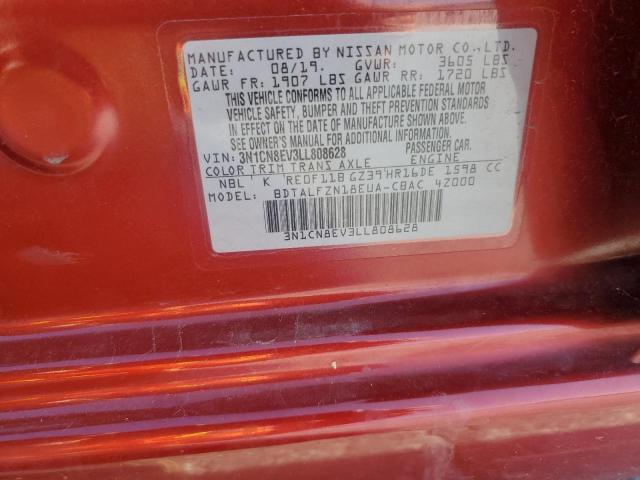 MANUFACTURED BY NISSAN MOTOR CO.,LTD.
DATE: 08/19. GVWR: 3605 LBS
GAWR FR: 1907 LBS GAWR RR: 1720 LBS
THIS VEHICLE CONFORMS TO ALL APPLICABLE FEDERAL MOTOR
VEHICLE SAFETY, BUMPER AND THEFT PREVENTION STANDARDS
IN EFFECT ON THE DATE OF MANUFACTURE SHOWN ABOVE.
SEE OWNER'S MANUAL FOR ADDITIONAL INFORMATION.
VIN: 3N1CN8EV3LL808628 PASSENGER CAR.
COLOR TRIM TRANS AXLE ENGINE
NBL K RE0F11B GZ39 HR16DE 1598 CC
MODEL: BDTALFZN18EUA-CBAC 42000
3N1CN8EV3LL808628